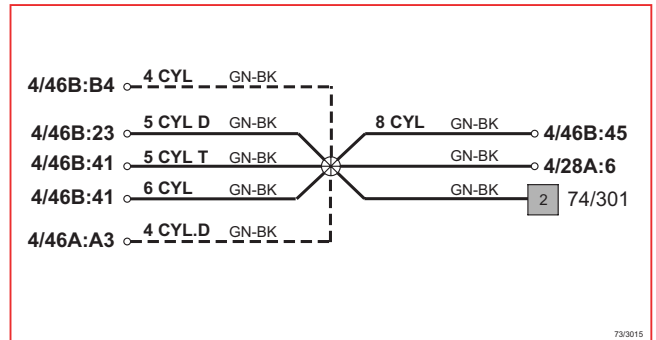 4/46B:B4 4 CYL GN-BK
4/46B:23 5 CYL D GN-BK 8 CYL GN-BK 4/46B:45
4/46B:41 5 CYL T GN-BK GN-BK 4/28A:6
4/46B:41 6 CYL GN-BK GN-BK 2 74/301
4/46A:A3 4 CYL.D GN-BK
73/3015